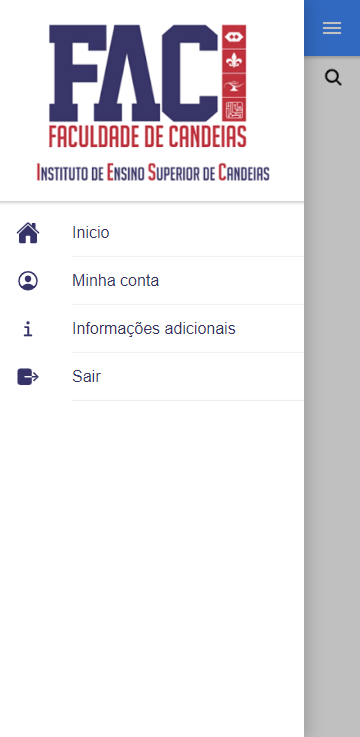 FAC
FACULDADE DE CANDEIAS
INSTITUTO DE ENSINO SUPERIOR DE CANDEIAS
Inicio
Minha conta
Informações adicionais
Sair